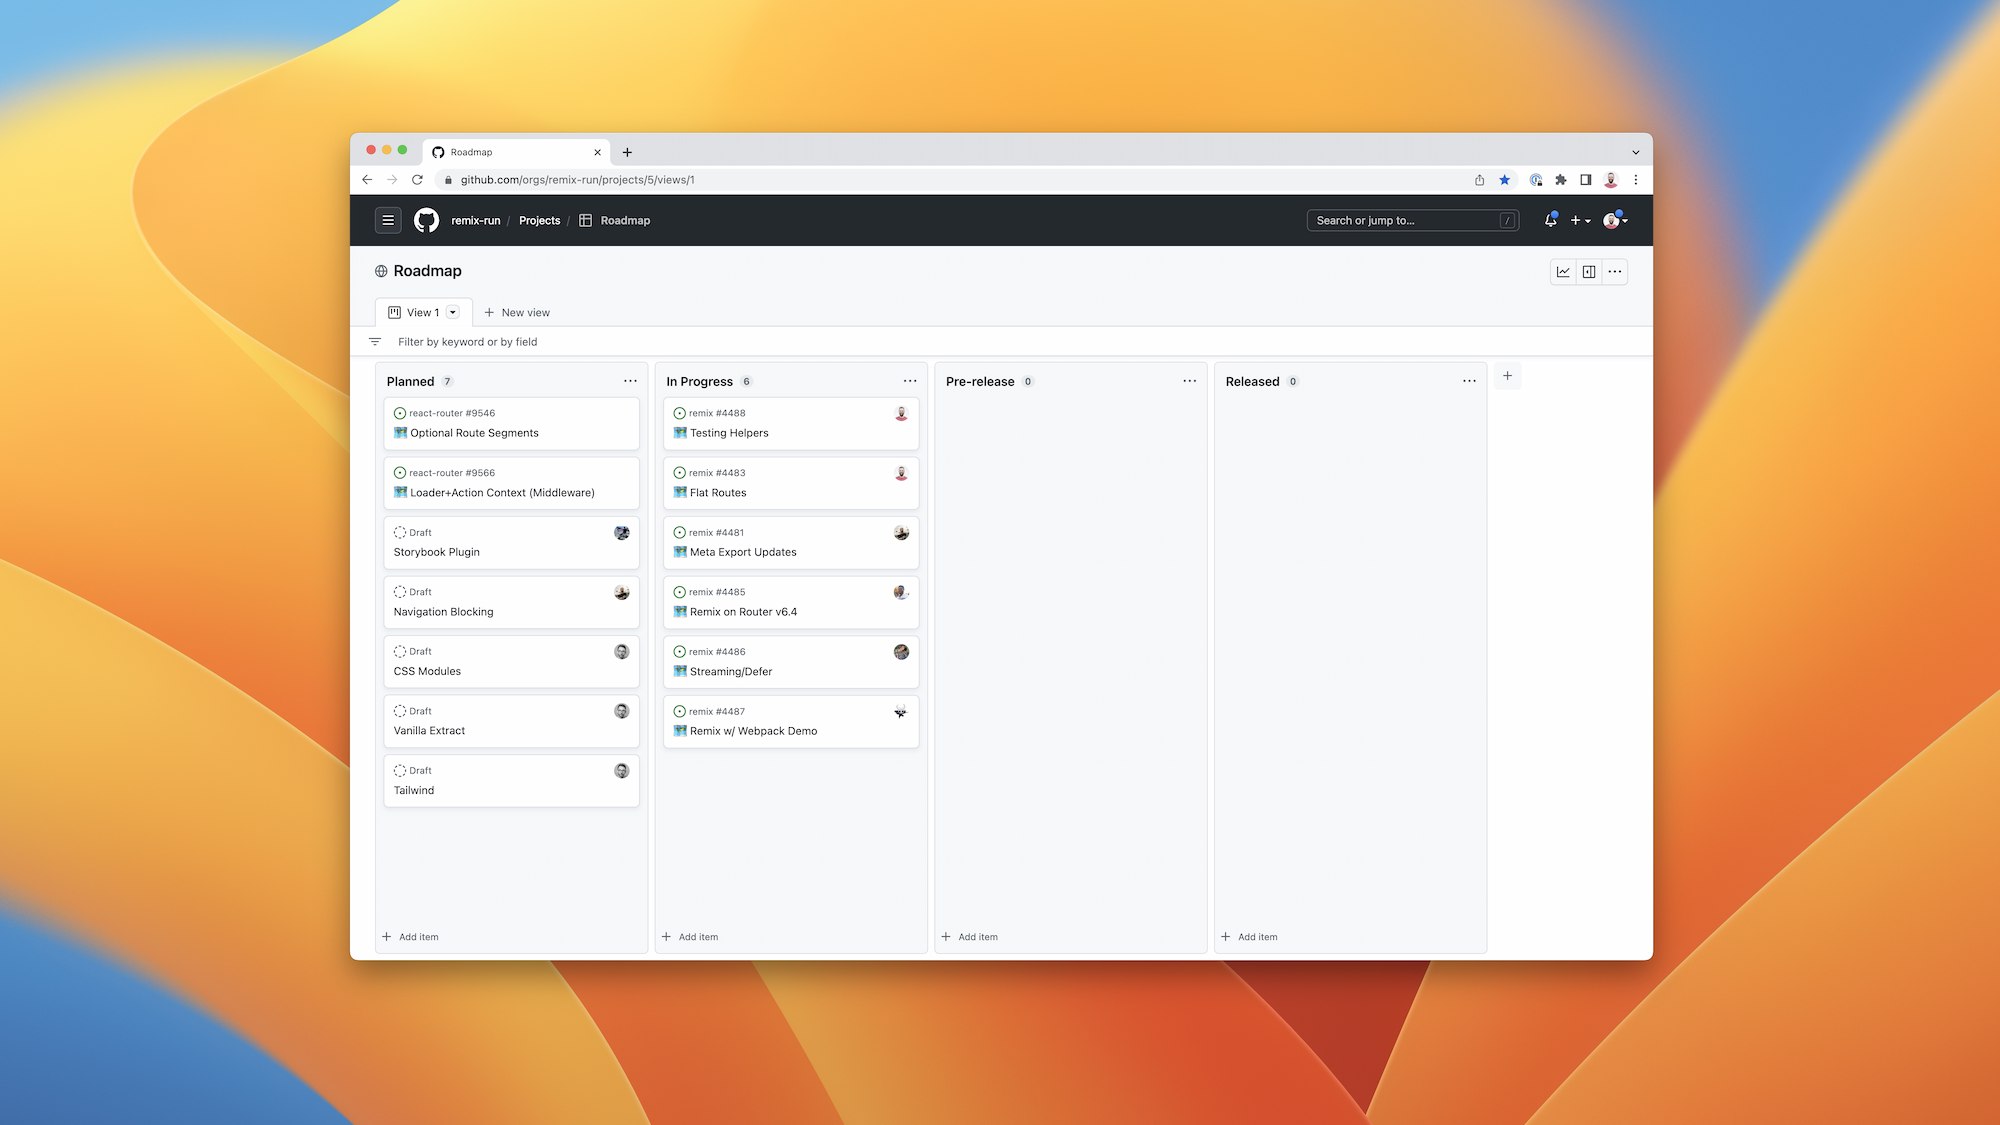 Roadmap
github.com/orgs/remix-run/projects/5/views/1
remix-run / Projects / Roadmap
Search or jump to... /
Roadmap
View 1
New view
Filter by keyword or by field
Planned 7
react-router #9546
Optional Route Segments
react-router #9566
Loader+Action Context (Middleware)
Draft
Storybook Plugin
Draft
Navigation Blocking
Draft
CSS Modules
Draft
Vanilla Extract
Draft
Tailwind
Add item
In Progress 6
remix #4488
Testing Helpers
remix #4483
Flat Routes
remix #4481
Meta Export Updates
remix #4485
Remix on Router v6.4
remix #4486
Streaming/Defer
remix #4487
Remix w/ Webpack Demo
Add item
Pre-release 0
Add item
Released 0
Add item